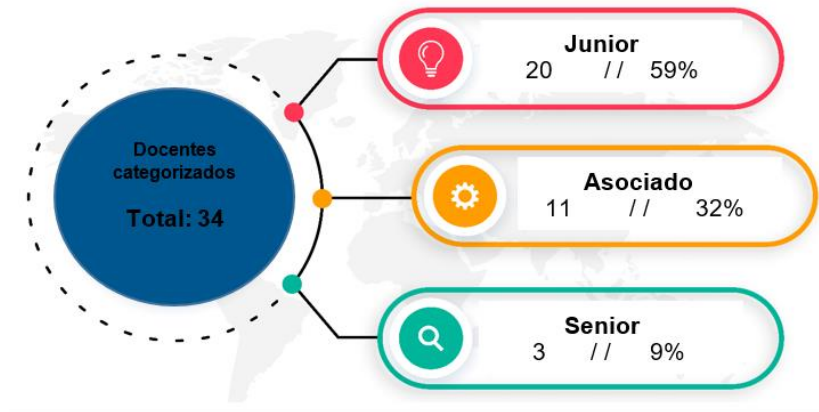 Docentes
categorizados
Total: 34
Junior
20 // 59%
Asociado
11 // 32%
Senior
3 // 9%